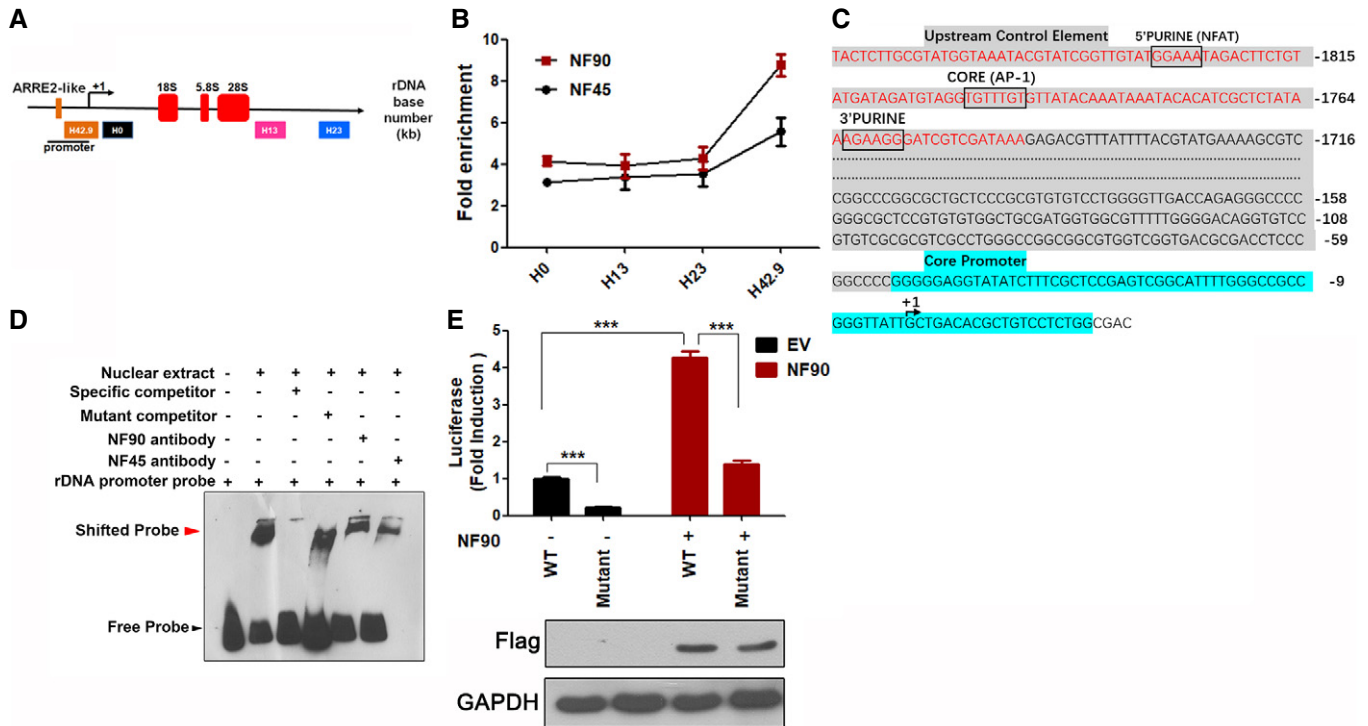 A
ARRE2-like
+1
18S
5.8S
28S
rDNA
base
number
(kb)
H42.9
H0
H13
H23
promoter
B
Fold enrichment
10
8
6
4
2
0
NF90
NF45
H0
H13
H23
H42.9
C
Upstream Control Element
5'PURINE (NFAT)
TACTCTTGCGTATGGTAAATACGTATCGGTTGTATGGAAATAGACTTCTGT -1815
CORE (AP-1)
ATGATAGATGTAGGTGTTTGTGTTATACAAATAAATACACATCGCTCTATA -1764
3'PURINE
AAGAAGGGATCGTCGATAAAGAGACGTTTATTTTACGTATGAAAAGCGTC -1716
CGGCCCGGCGCTGCTCCCGCGTGTGTCCTGGGGTTGACCAGAGGGCCCC -158
GGGCGCTCCGTGTGTGGCTGCGATGGTGGCGTTTTTGGGGACAGGTGTCC -108
GTGTCGCGCGTCGCCTGGGCCGGCGGCGTGGTCGGTGACGCGACCTCCC -59
Core Promoter
GGCCCCGGGGGAGGTATATCTTTCGCTCCGAGTCGGCATTTTGGGCCGCC -9
+1
GGGTTATTGCTGACACGCTGTCCTCTGGCGAC
D
Nuclear extract - + + + + +
Specific competitor - - + - - -
Mutant competitor - - - + - -
NF90 antibody - - - - + -
NF45 antibody - - - - - +
rDNA promoter probe + + + + + +
Shifted Probe
Free Probe
E
Luciferase
(Fold Induction)
5
4
3
2
1
0
***
***
***
EV
NF90
NF90 - - + +
WT Mutant WT Mutant
Flag
GAPDH